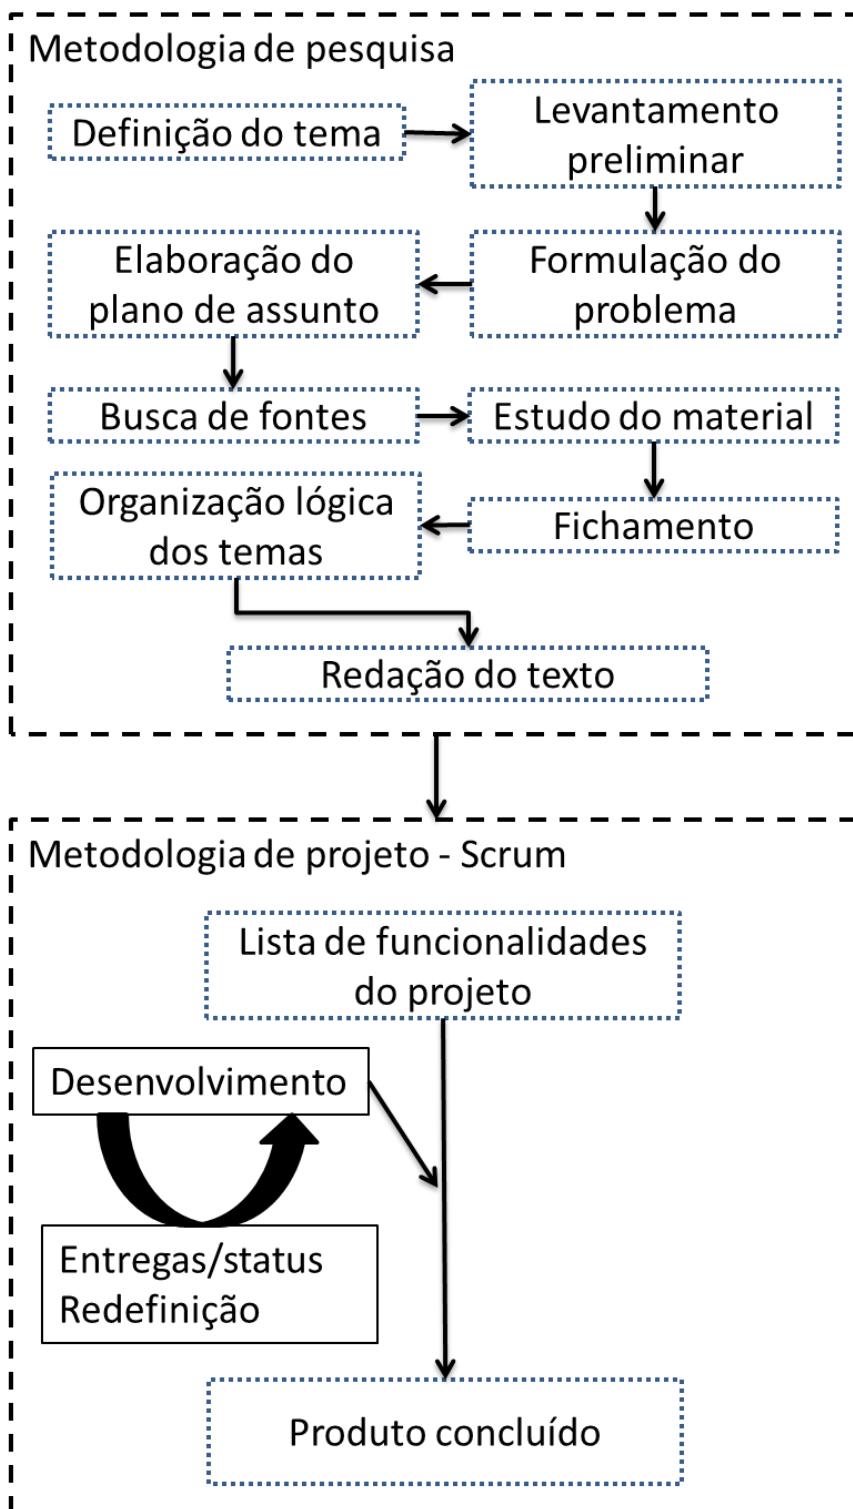 Metodologia de pesquisa
Definição do tema
Levantamento
preliminar
Formulação do
problema
Elaboração do
plano de assunto
Busca de fontes
Estudo do material
Fichamento
Organização lógica
dos temas
Redação do texto
Metodologia de projeto - Scrum
Lista de funcionalidades
do projeto
Desenvolvimento
Entregas/status
Redefinição
Produto concluído